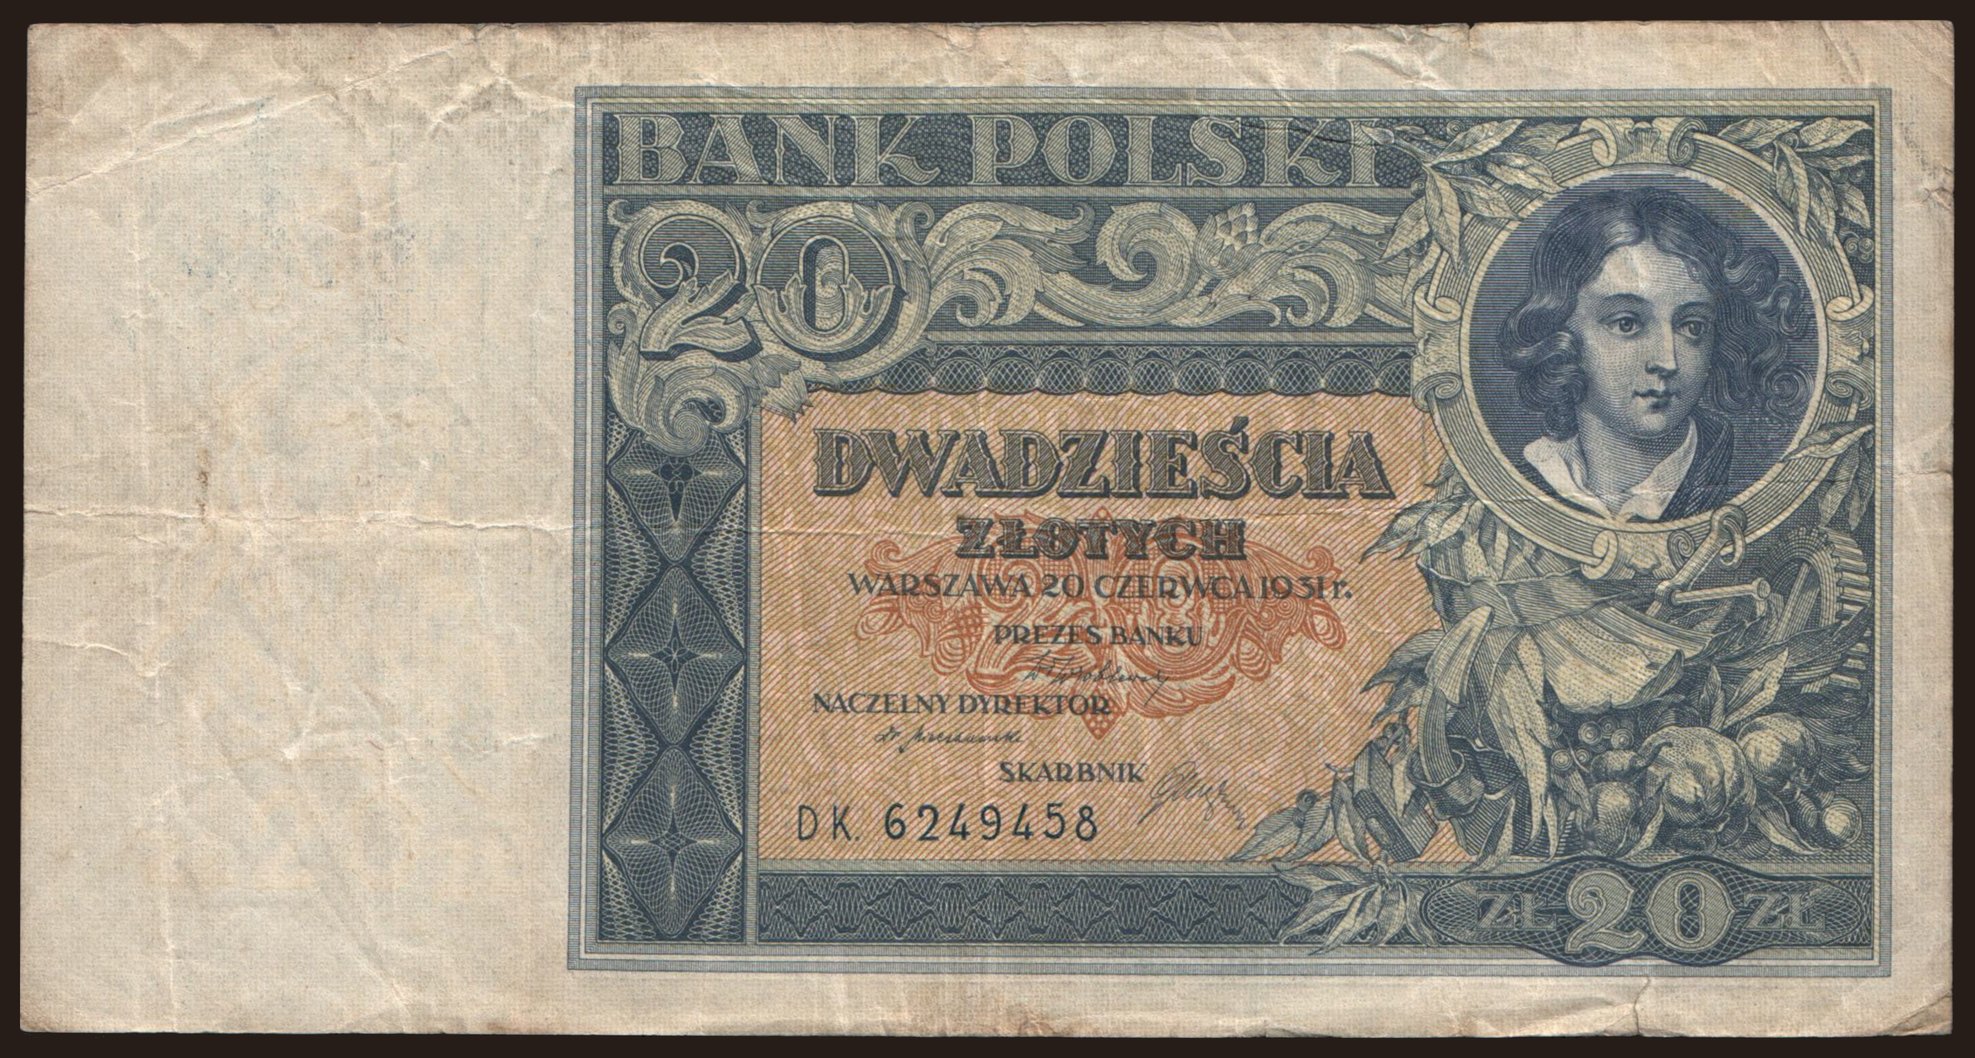 BANK POLSKI
20
DWADZIEŚCIA
ZŁOTYCH
WARSZAWA 20 CZERWCA 1931 r.
PREZES BANKU
NACZELNY DYREKTOR
SKARBNIK
DK. 6249458
ZŁ 20 ZŁ